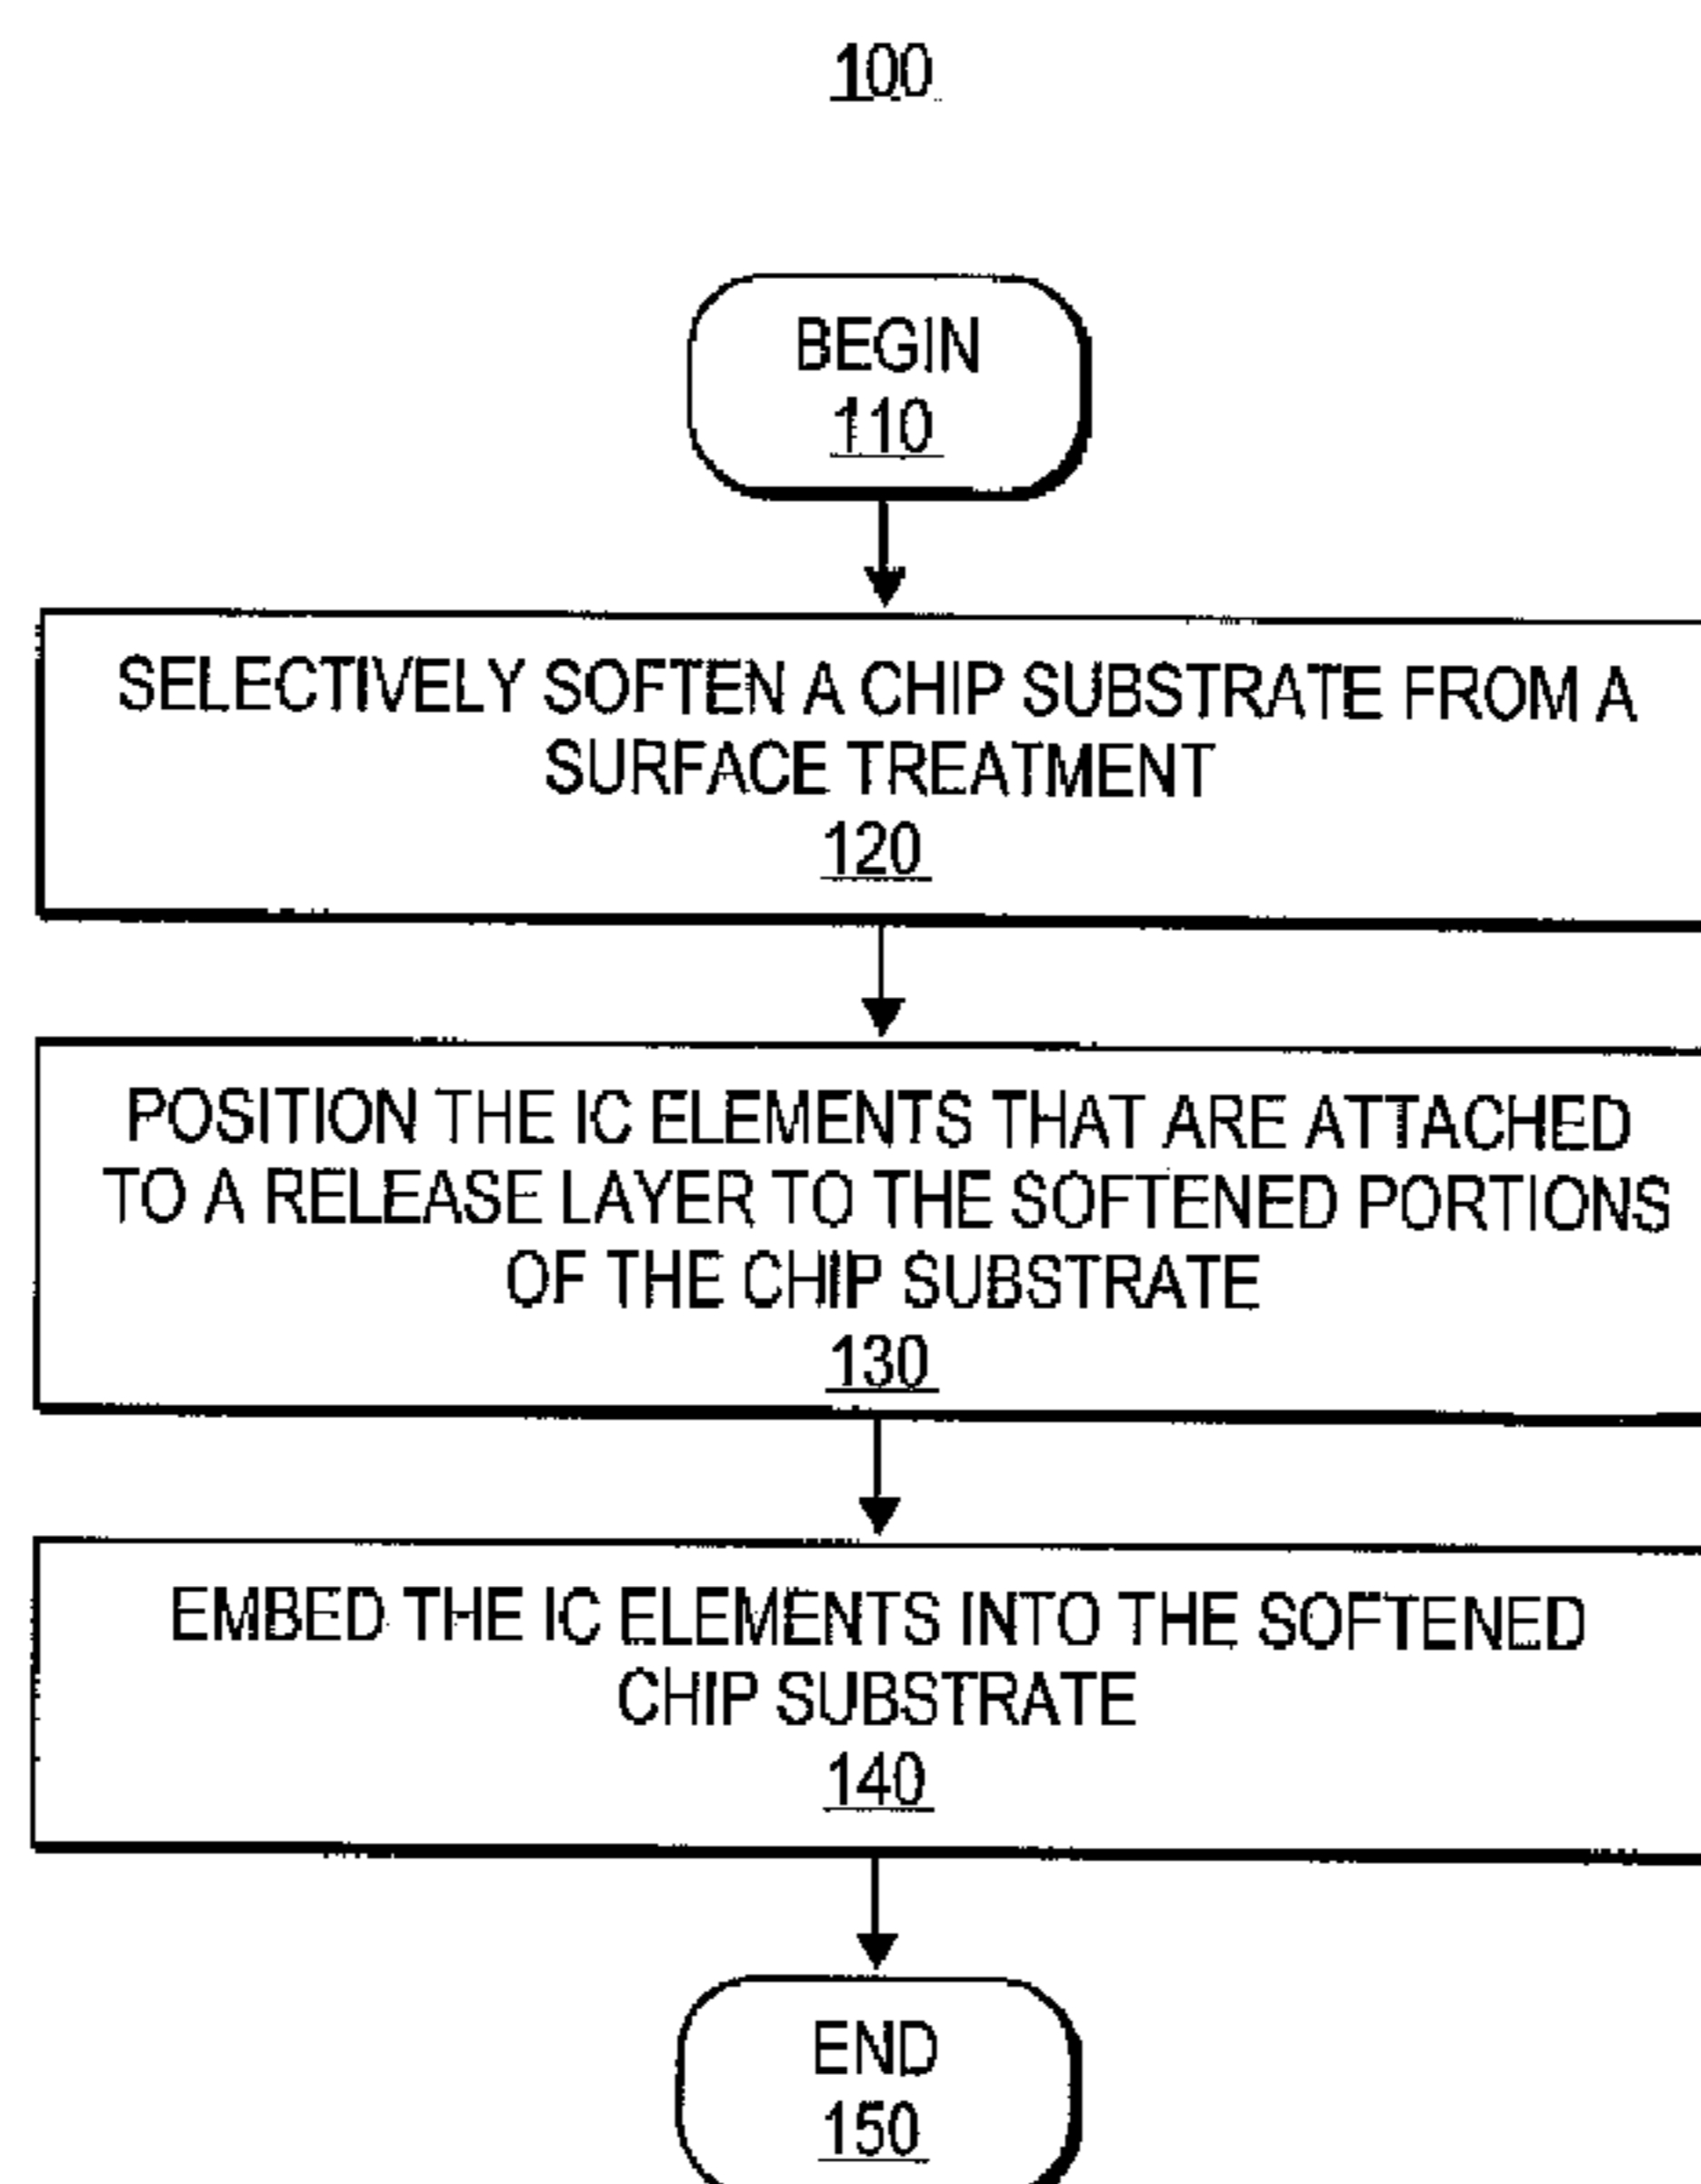 100
BEGIN
110
SELECTIVELY SOFTEN A CHIP SUBSTRATE FROM A
SURFACE TREATMENT
120
POSITION THE IC ELEMENTS THAT ARE ATTACHED
TO A RELEASE LAYER TO THE SOFTENED PORTIONS
OF THE CHIP SUBSTRATE
130
EMBED THE IC ELEMENTS INTO THE SOFTENED
CHIP SUBSTRATE
140
END
150